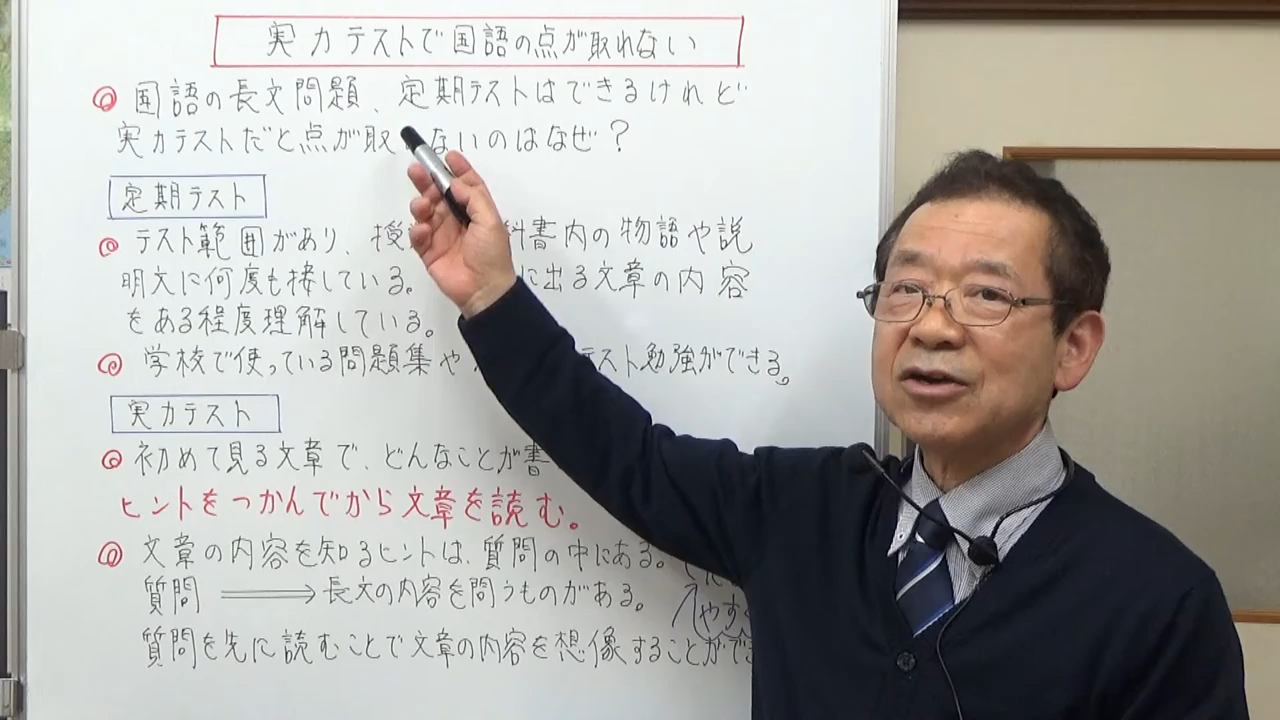 実力テストで国語の点が取れない
国語の長文問題、定期テストはできるけれど
実力テストだと点が取 ないのはなぜ？
定期テスト
テスト範囲があり、授 科書内の物語や説
明文に何度も接している。 に出る文章の内容
をある程度理解している。
学校で使っている問題集や テスト勉強ができる。
実力テスト
初めて見る文章で、どんなことが書
ヒントをつかんでから文章を読む。
文章の内容を知るヒントは、質問の中にある。
質問 ⟹ 長文の内容を問うものがある。
えやす
質問を先に読むことで文章の内容を想像することができ